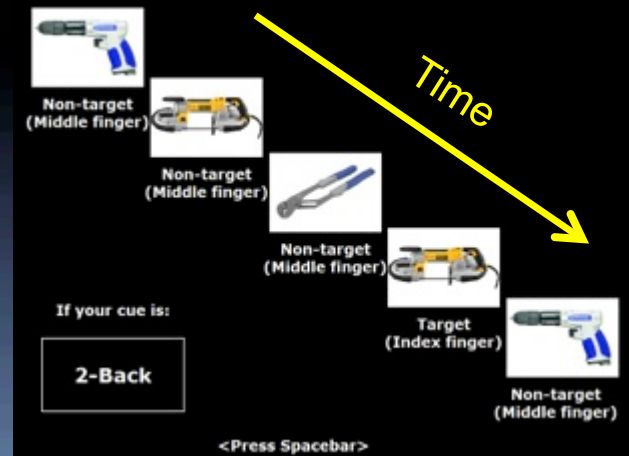 Time
Non-target
(Middle finger)
Non-target
(Middle finger)
Non-target
(Middle finger)
Target
(Index finger)
Non-target
(Middle finger)
If your cue is:
2-Back
<Press Spacebar>